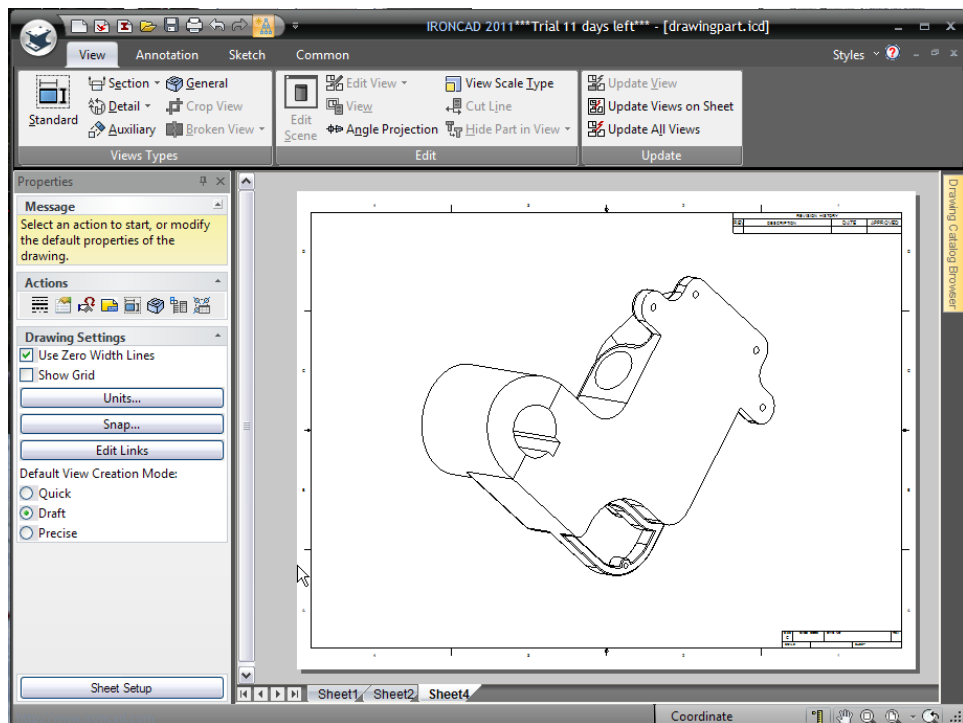 IRONCAD 2011***Trial 11 days left*** - [drawingpart.icd]
View Annotation Sketch Common Styles
Standard
Section
Detail
Auxiliary
General
Crop View
Broken View
Views Types
Edit Scene
Edit View
View
Angle Projection
View Scale Type
Cut Line
Hide Part in View
Edit
Update View
Update Views on Sheet
Update All Views
Update
Properties
Message
Select an action to start, or modify
the default properties of the
drawing.
Actions
Drawing Settings
Use Zero Width Lines
Show Grid
Units...
Snap...
Edit Links
Default View Creation Mode:
Quick
Draft
Precise
Sheet Setup
REVISION HISTORY
DESCRIPTION DATE APPROVED
Drawing Catalog Browser
Sheet1 Sheet2 Sheet4
Coordinate